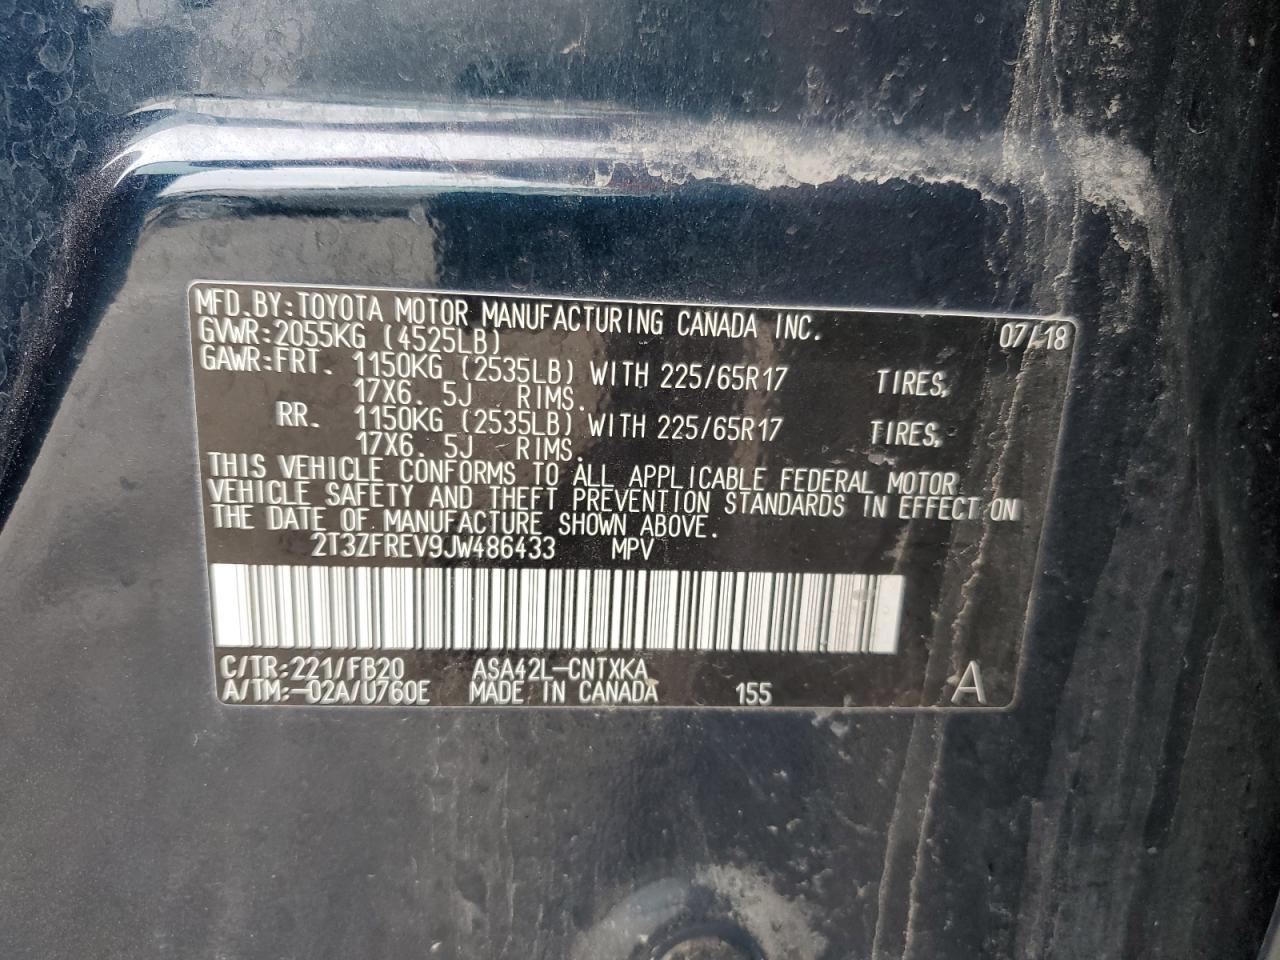 MFD.BY:TOYOTA MOTOR MANUFACTURING CANADA INC. 07/18
GVWR:2055KG (4525LB)
GAWR:FRT. 1150KG (2535LB) WITH 225/65R17 TIRES,
17X6.5J RIMS.
RR. 1150KG (2535LB) WITH 225/65R17 TIRES,
17X6.5J RIMS.
THIS VEHICLE CONFORMS TO ALL APPLICABLE FEDERAL MOTOR
VEHICLE SAFETY AND THEFT PREVENTION STANDARDS IN EFFECT ON
THE DATE OF MANUFACTURE SHOWN ABOVE.
2T3ZFREV9JW486433 MPV
C/TR:221/FB20 ASA42L-CNTXKA
A/TM:-02A/U760E MADE IN CANADA 155 A